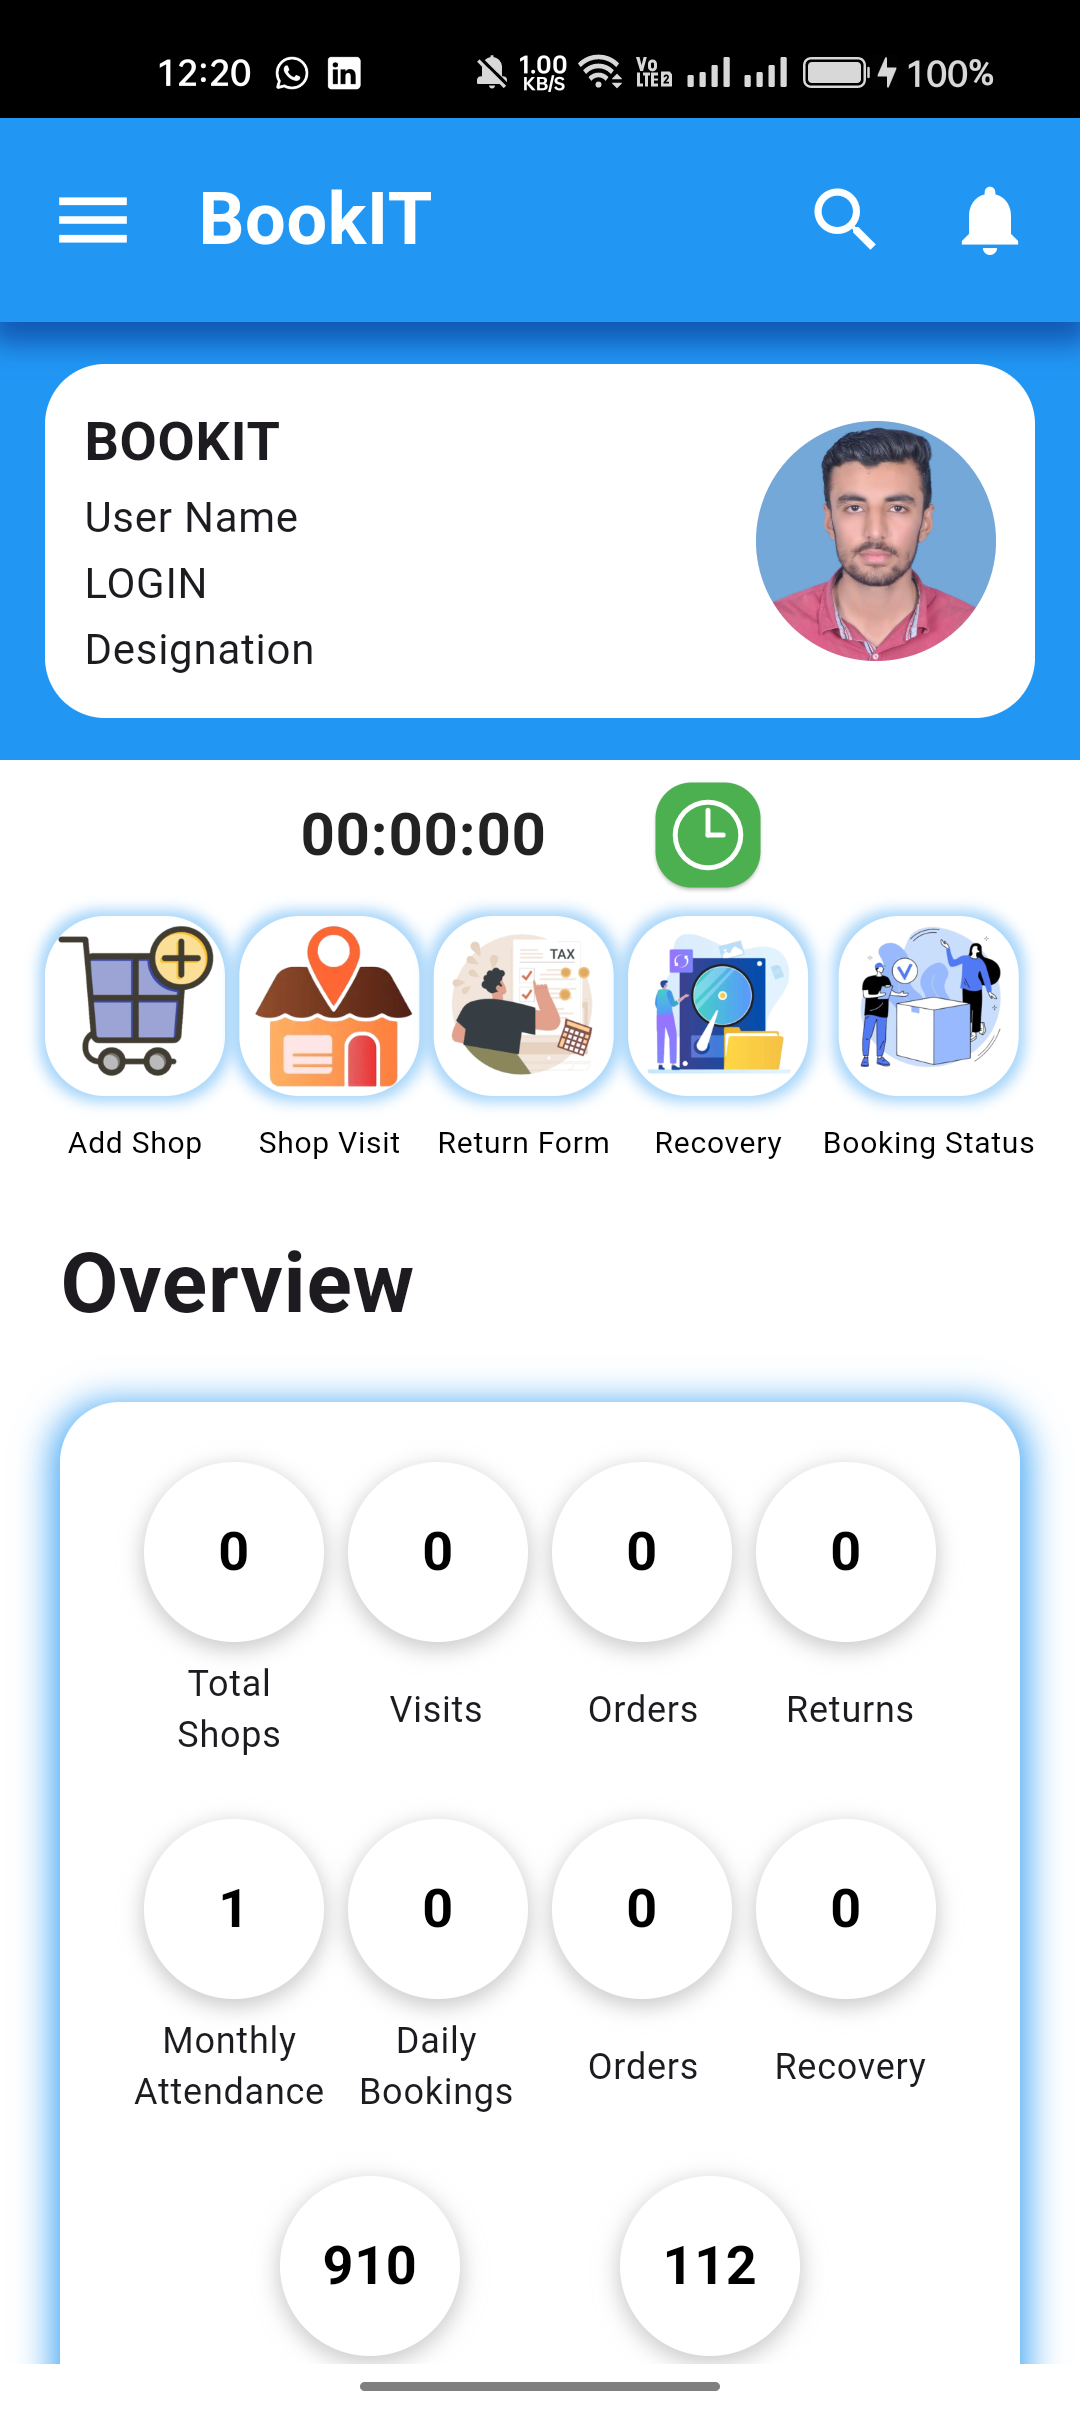 12:20 1.00 KB/S Vo LTE 2 100%
BookIT
BOOKIT
User Name
LOGIN
Designation
00:00:00
TAX
Add Shop Shop Visit Return Form Recovery Booking Status
Overview
0 0 0 0
Total Shops Visits Orders Returns
1 0 0 0
Monthly Attendance Daily Bookings Orders Recovery
910 112